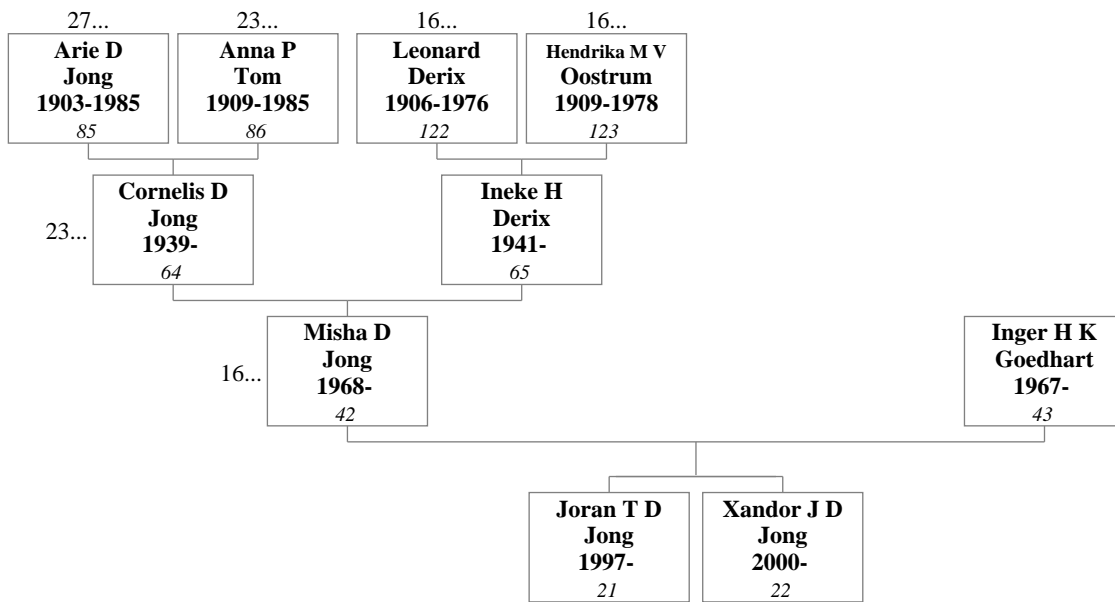 27...
23...
16...
16...
Arie D
Jong
1903-1985
85
Anna P
Tom
1909-1985
86
Leonard
Derix
1906-1976
122
Hendrika M V
Oostrum
1909-1978
123
23...
Cornelis D
Jong
1939-
64
Ineke H
Derix
1941-
65
16...
Misha D
Jong
1968-
42
Inger H K
Goedhart
1967-
43
Joran T D
Jong
1997-
21
Xandor J D
Jong
2000-
22